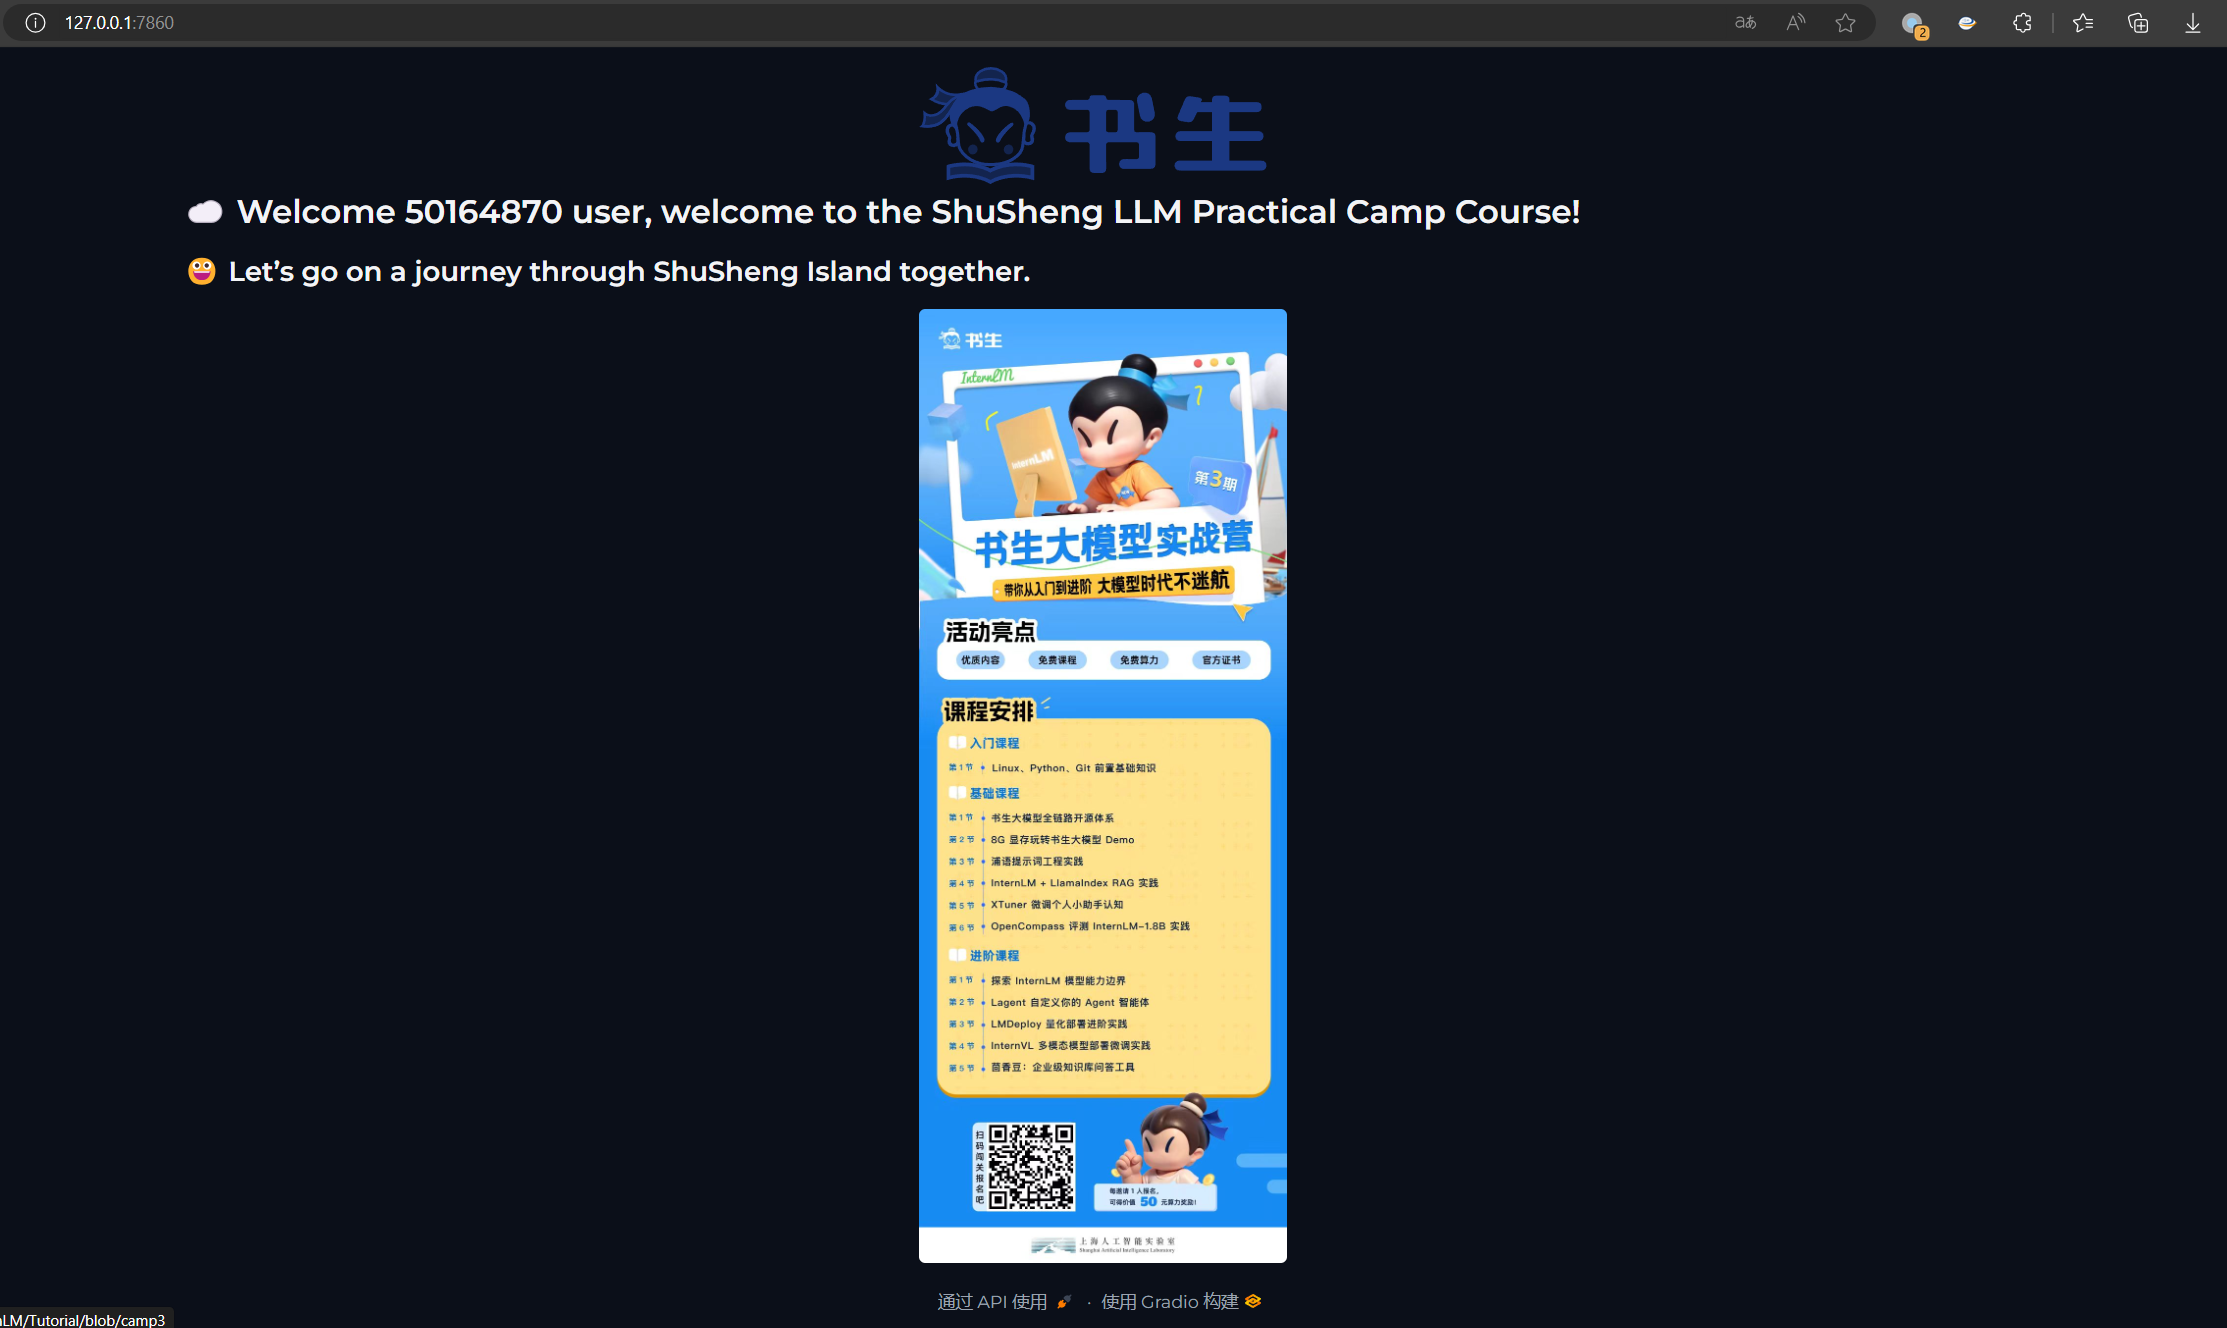 127.0.0.1:7860
aあ
A
2
书生
Welcome 50164870 user, welcome to the ShuSheng LLM Practical Camp Course!
Let’s go on a journey through ShuSheng Island together.
书生
InternLM
InternLM
第3期
书生大模型实战营
带你从入门到进阶 大模型时代不迷航
活动亮点
优质内容 免费课程 免费算力 官方证书
课程安排
入门课程
第1节 Linux、Python、Git 前置基础知识
基础课程
第1节 书生大模型全链路开源体系
第2节 8G 显存玩转书生大模型 Demo
第3节 浦语提示词工程实践
第4节 InternLM + LlamaIndex RAG 实践
第5节 XTuner 微调个人小助手认知
第6节 OpenCompass 评测 InternLM-1.8B 实践
进阶课程
第1节 探索 InternLM 模型能力边界
第2节 Lagent 自定义你的 Agent 智能体
第3节 LMDeploy 量化部署进阶实践
第4节 InternVL 多模态模型部署微调实践
第5节 茴香豆：企业级知识库问答工具
扫码闯关报名吧
每邀请1人报名，
可得价值 50 元算力奖励！
上海人工智能实验室
Shanghai Artificial Intelligence Laboratory
通过 API 使用 · 使用 Gradio 构建
nLM/Tutorial/blob/camp3